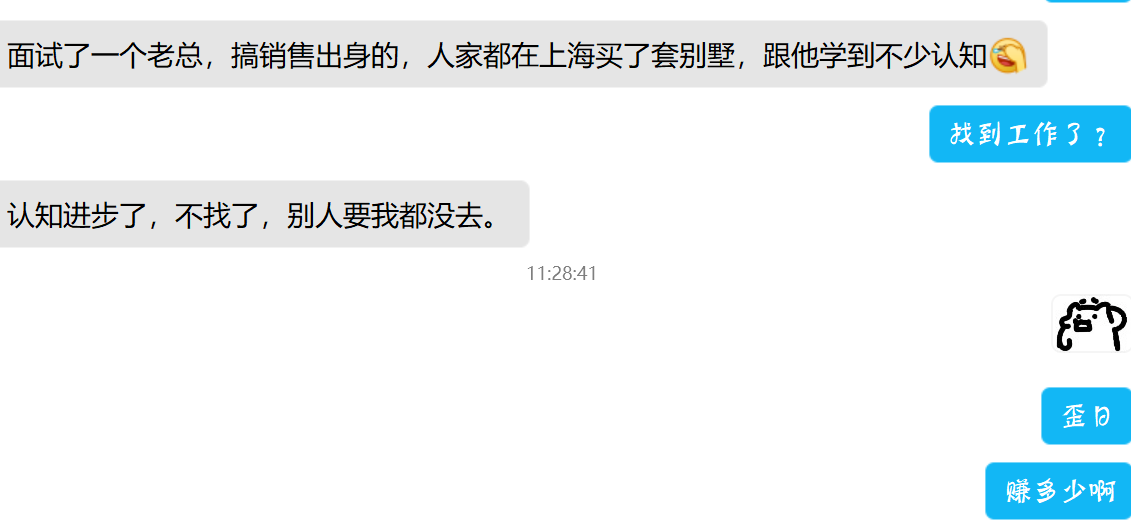 面试了一个老总，搞销售出身的，人家都在上海买了套别墅，跟他学到不少认知
找到工作了？
认知进步了，不找了，别人要我都没去。
11:28:41
歪日
赚多少啊